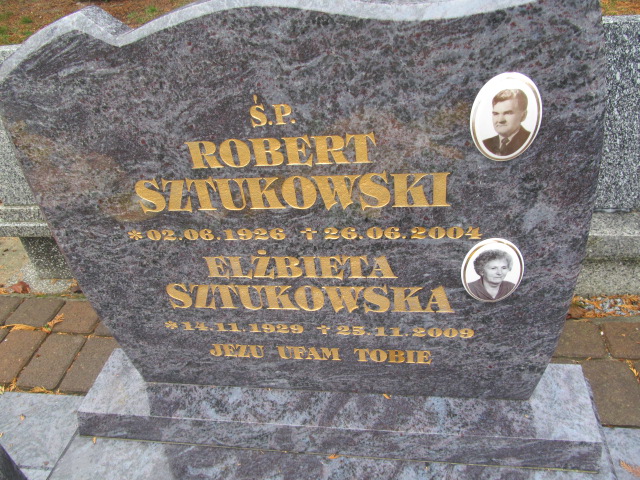 Ś.P.
ROBERT
SZTUKOWSKI
*02.06.1926 †26.06.2004
ELŻBIETA
SZTUKOWSKA
*14.11.1929 †25.11.2009
JEZU UFAM TOBIE